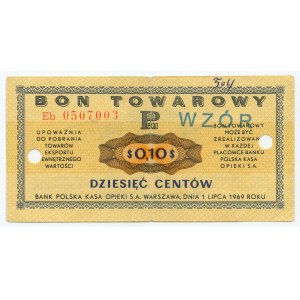 304
BON TOWAROWY
Eb 0507003
P
WZÓR
UPOWAŻNIA
DO POBRANIA
TOWARÓW
EKSPORTU
WEWNĘTRZNEGO
WARTOŚCI
$0,10$
BON TOWAROWY
MOŻE BYĆ
ZREALIZOWANY
W KAŻDEJ
PLACÓWCE BANKU
POLSKA KASA
OPIEKI S.A.
DZIESIĘĆ CENTÓW
BANK POLSKA KASA OPIEKI S.A. WARSZAWA, DNIA 1 LIPCA 1969 ROKU